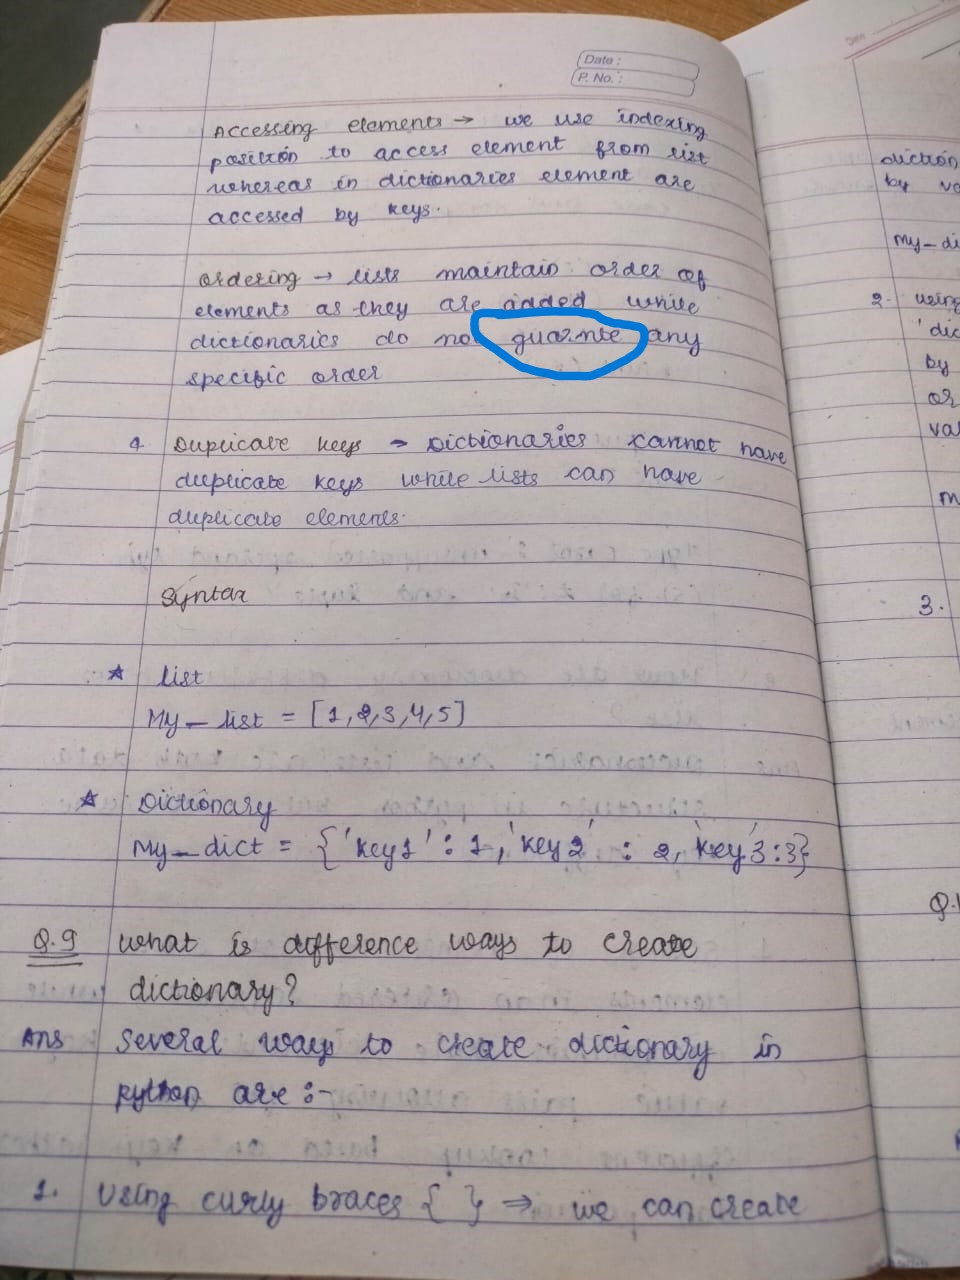 Date :
P. No. :
Accessing elements → we use indexing
position to access element from list
whereas in dictionaries element are
accessed by keys.
ordering → lists maintain order of
elements as they are added while
dictionaries do not guarnte any
specific order
4. Duplicate keys - Dictionaries cannot have
duplicate keys while lists can have
duplicate elements.
Syntax
☆ list
My_list = [1,2,3,4,5]
☆ Dictionary
My_dict = {'key1' : 1, 'key2' : 2, 'key'3:3}
Q.9 what is difference ways to create
dictionary?
Ans Several ways to create dictionary in
python are :-
1. Using curly braces { } ⇒ we can create
diction
by va
My_di
2. using
'dic
by
or
val
m
3.
Q.1